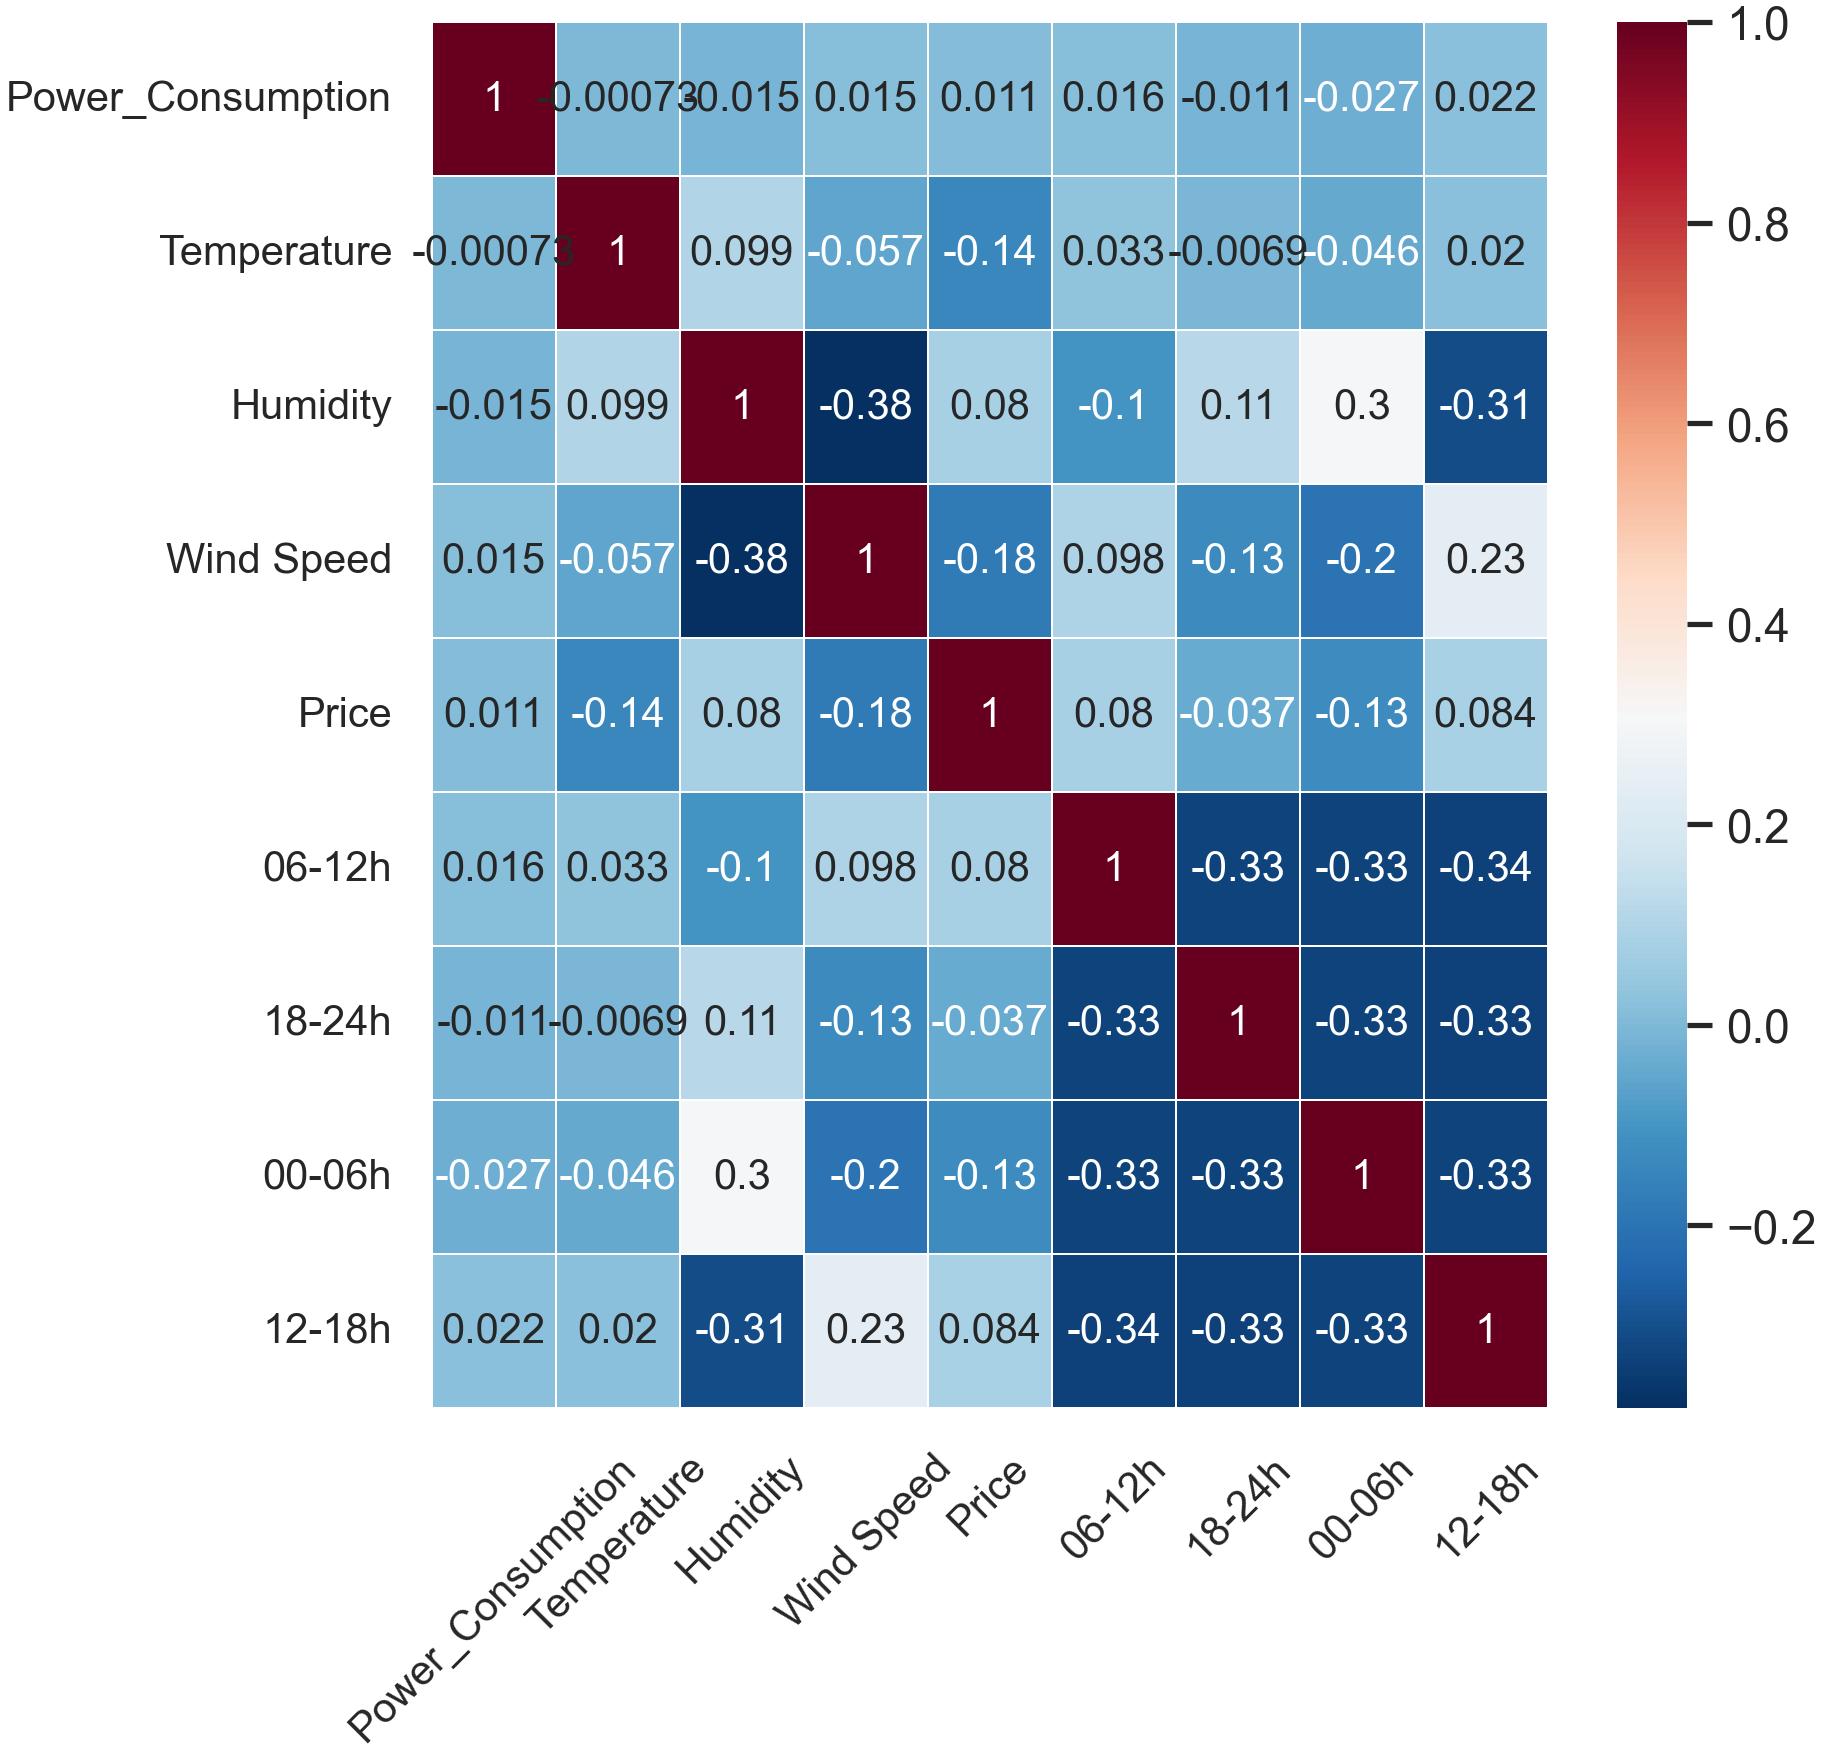 1.0
Power_Consumption 1 -0.00073 -0.015 0.015 0.011 0.016 -0.011 -0.027 0.022
0.8
Temperature -0.00073 1 0.099 -0.057 -0.14 0.033 -0.0069 -0.046 0.02
Humidity -0.015 0.099 1 -0.38 0.08 -0.1 0.11 0.3 -0.31
0.6
Wind Speed 0.015 -0.057 -0.38 1 -0.18 0.098 -0.13 -0.2 0.23
0.4
Price 0.011 -0.14 0.08 -0.18 1 0.08 -0.037 -0.13 0.084
0.2
06-12h 0.016 0.033 -0.1 0.098 0.08 1 -0.33 -0.33 -0.34
18-24h -0.011 -0.0069 0.11 -0.13 -0.037 -0.33 1 -0.33 -0.33
0.0
00-06h -0.027 -0.046 0.3 -0.2 -0.13 -0.33 -0.33 1 -0.33
−0.2
12-18h 0.022 0.02 -0.31 0.23 0.084 -0.34 -0.33 -0.33 1
Power_Consumption
Temperature
Humidity
Wind Speed
Price
06-12h
18-24h
00-06h
12-18h